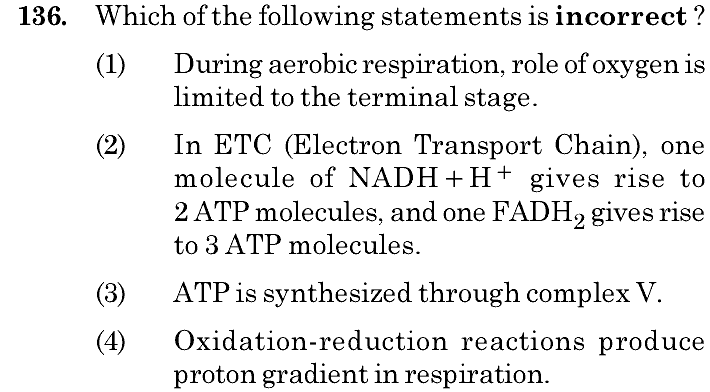 136. Which of the following statements is incorrect ?
(1) During aerobic respiration, role of oxygen is
limited to the terminal stage.
(2) In ETC (Electron Transport Chain), one
molecule of NADH + H⁺ gives rise to
2 ATP molecules, and one FADH₂ gives rise
to 3 ATP molecules.
(3) ATP is synthesized through complex V.
(4) Oxidation-reduction reactions produce
proton gradient in respiration.